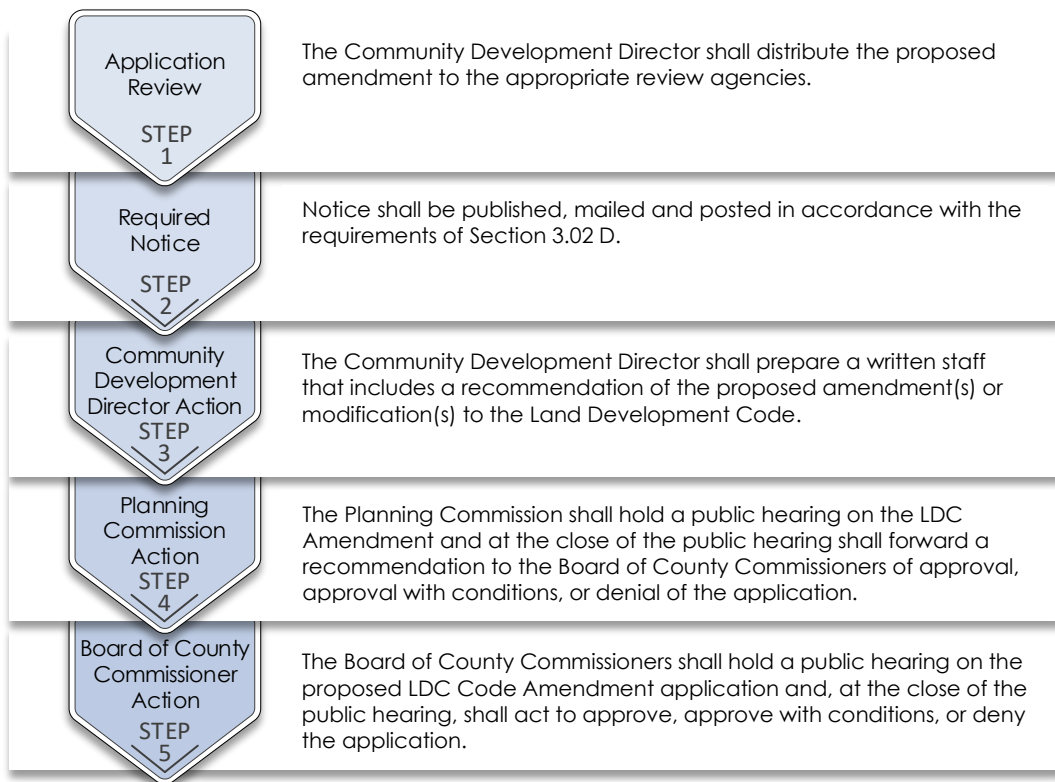 Application
Review
STEP
1
The Community Development Director shall distribute the proposed
amendment to the appropriate review agencies.
Required
Notice
STEP
2
Notice shall be published, mailed and posted in accordance with the
requirements of Section 3.02 D.
Community
Development
Director Action
STEP
3
The Community Development Director shall prepare a written staff
that includes a recommendation of the proposed amendment(s) or
modification(s) to the Land Development Code.
Planning
Commission
Action
STEP
4
The Planning Commission shall hold a public hearing on the LDC
Amendment and at the close of the public hearing shall forward a
recommendation to the Board of County Commissioners of approval,
approval with conditions, or denial of the application.
Board of County
Commissioner
Action
STEP
5
The Board of County Commissioners shall hold a public hearing on the
proposed LDC Code Amendment application and, at the close of the
public hearing, shall act to approve, approve with conditions, or deny
the application.